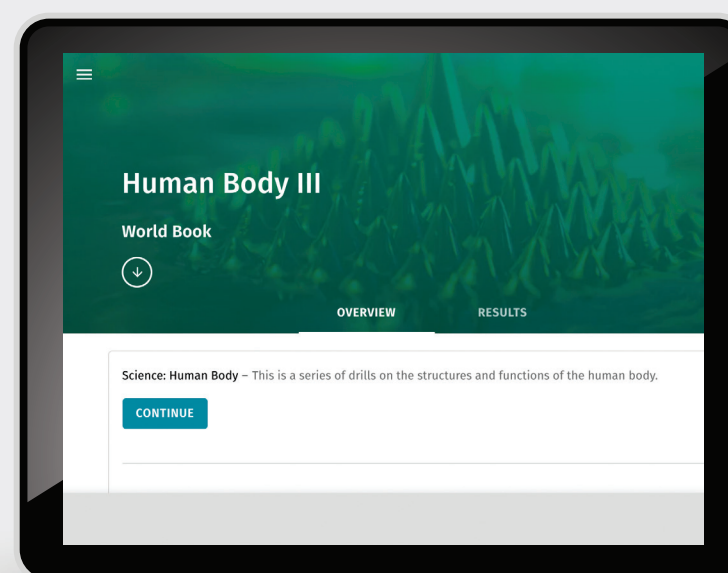 Human Body III
World Book
OVERVIEW RESULTS
Science: Human Body – This is a series of drills on the structures and functions of the human body.
CONTINUE